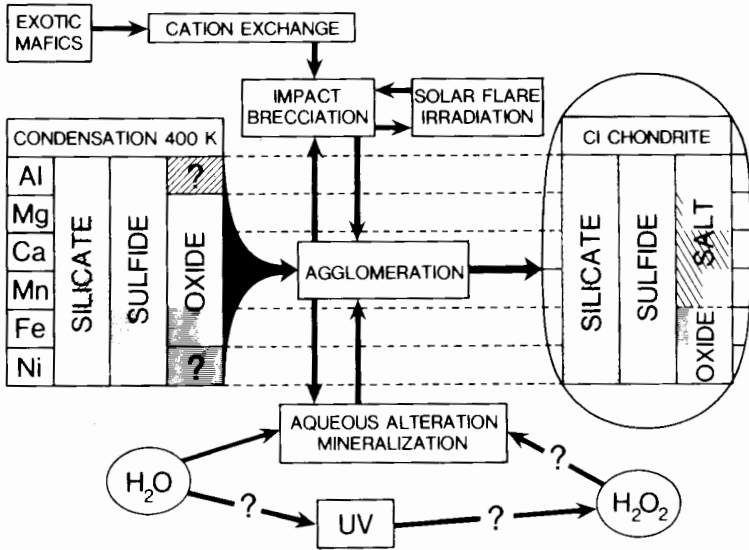 EXOTIC
MAFICS
CATION EXCHANGE
IMPACT
BRECCIATION
SOLAR FLARE
IRRADIATION
CONDENSATION 400 K
CI CHONDRITE
Al
Mg
Ca
Mn
Fe
Ni
SILICATE
SULFIDE
?
OXIDE
?
AGGLOMERATION
SILICATE
SULFIDE
SALT
OXIDE
AQUEOUS ALTERATION
MINERALIZATION
H₂O
?
UV
?
?
H₂O₂